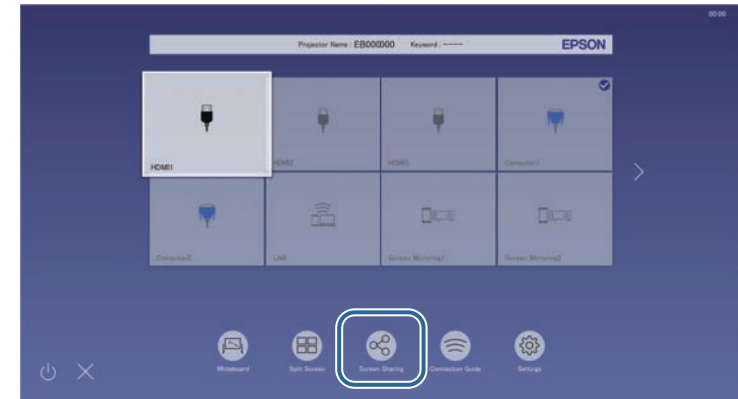 00:00
Projector Name : EB000000 Keyword : ----
EPSON
HDMI1
HDMI2
HDMI3
Computer1
Computer2
LAN
Screen Mirroring1
Screen Mirroring2
Whiteboard
Split Screen
Screen Sharing
Connection Guide
Settings